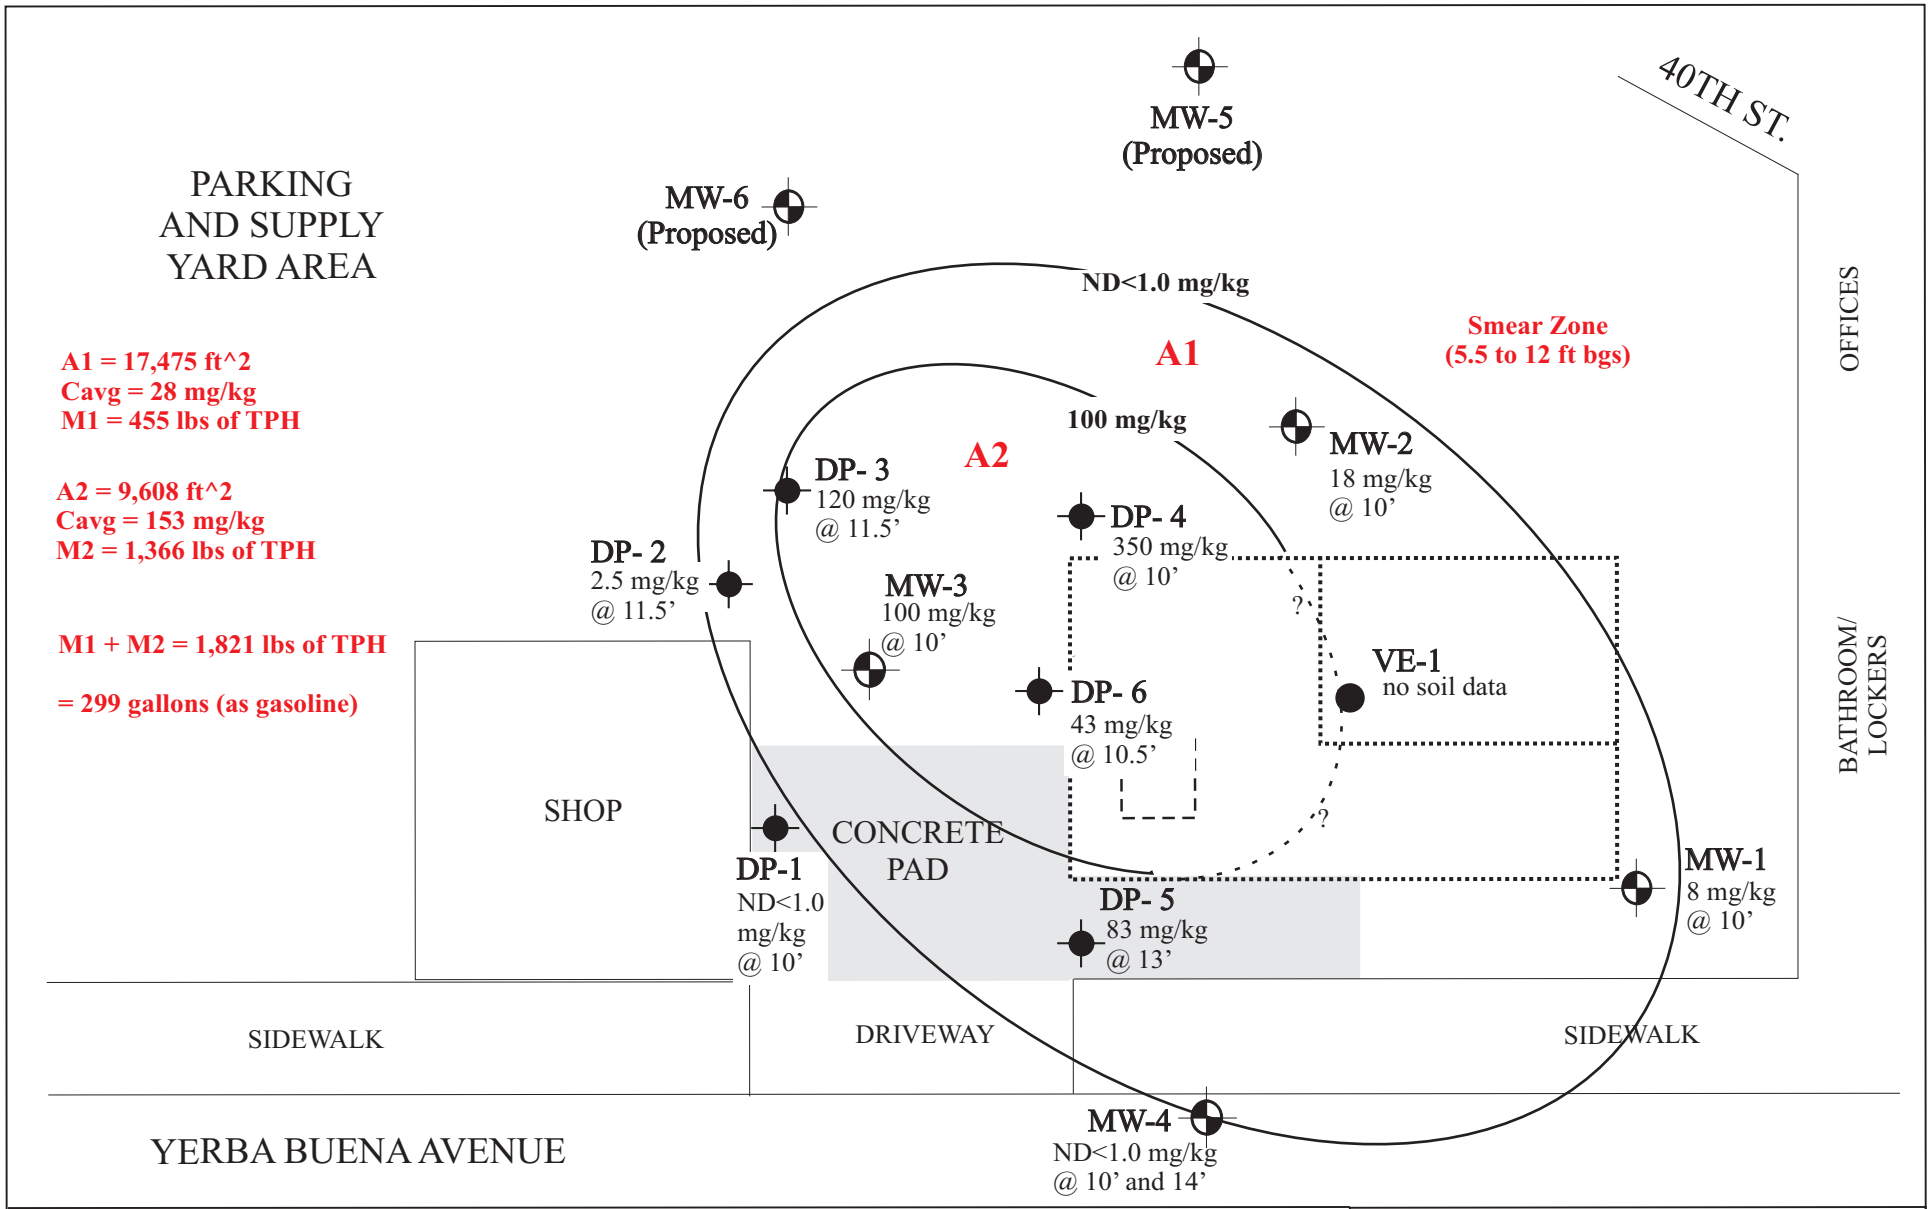 40TH ST.
MW-5
(Proposed)
PARKING
AND SUPPLY
YARD AREA
MW-6
(Proposed)
ND<1.0 mg/kg
OFFICES
Smear Zone
(5.5 to 12 ft bgs)
A1
A1 = 17,475 ft^2
Cavg = 28 mg/kg
M1 = 455 lbs of TPH
100 mg/kg
A2
MW-2
18 mg/kg
@ 10’
DP- 3
120 mg/kg
@ 11.5’
A2 = 9,608 ft^2
Cavg = 153 mg/kg
M2 = 1,366 lbs of TPH
DP- 4
350 mg/kg
@ 10’
DP- 2
2.5 mg/kg
@ 11.5’
MW-3
100 mg/kg
@ 10’
?
M1 + M2 = 1,821 lbs of TPH
= 299 gallons (as gasoline)
VE-1
no soil data
BATHROOM/
LOCKERS
DP- 6
43 mg/kg
@ 10.5’
SHOP
CONCRETE
PAD
?
DP-1
ND<1.0
mg/kg
@ 10’
MW-1
8 mg/kg
@ 10’
DP- 5
83 mg/kg
@ 13’
SIDEWALK
DRIVEWAY
SIDEWALK
MW-4
ND<1.0 mg/kg
@ 10’ and 14’
YERBA BUENA AVENUE